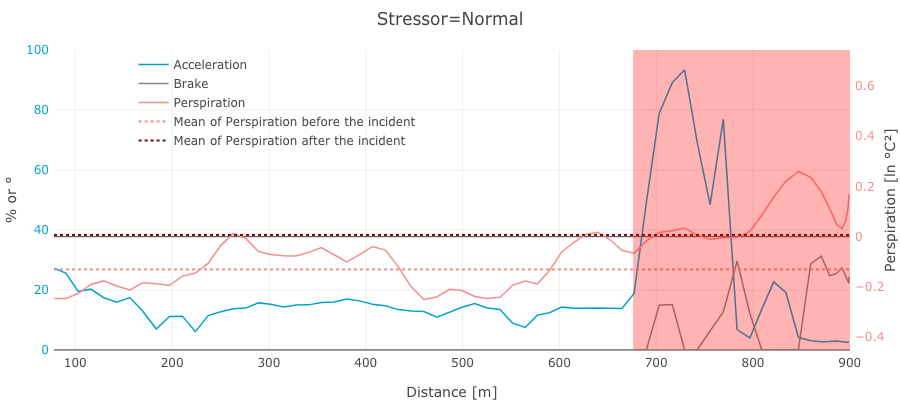 Stressor=Normal
Acceleration
Brake
Perspiration
Mean of Perspiration before the incident
Mean of Perspiration after the incident
% or °
100
80
60
40
20
0
Perspiration [ln °C²]
0.6
0.4
0.2
0
−0.2
−0.4
100 200 300 400 500 600 700 800 900
Distance [m]